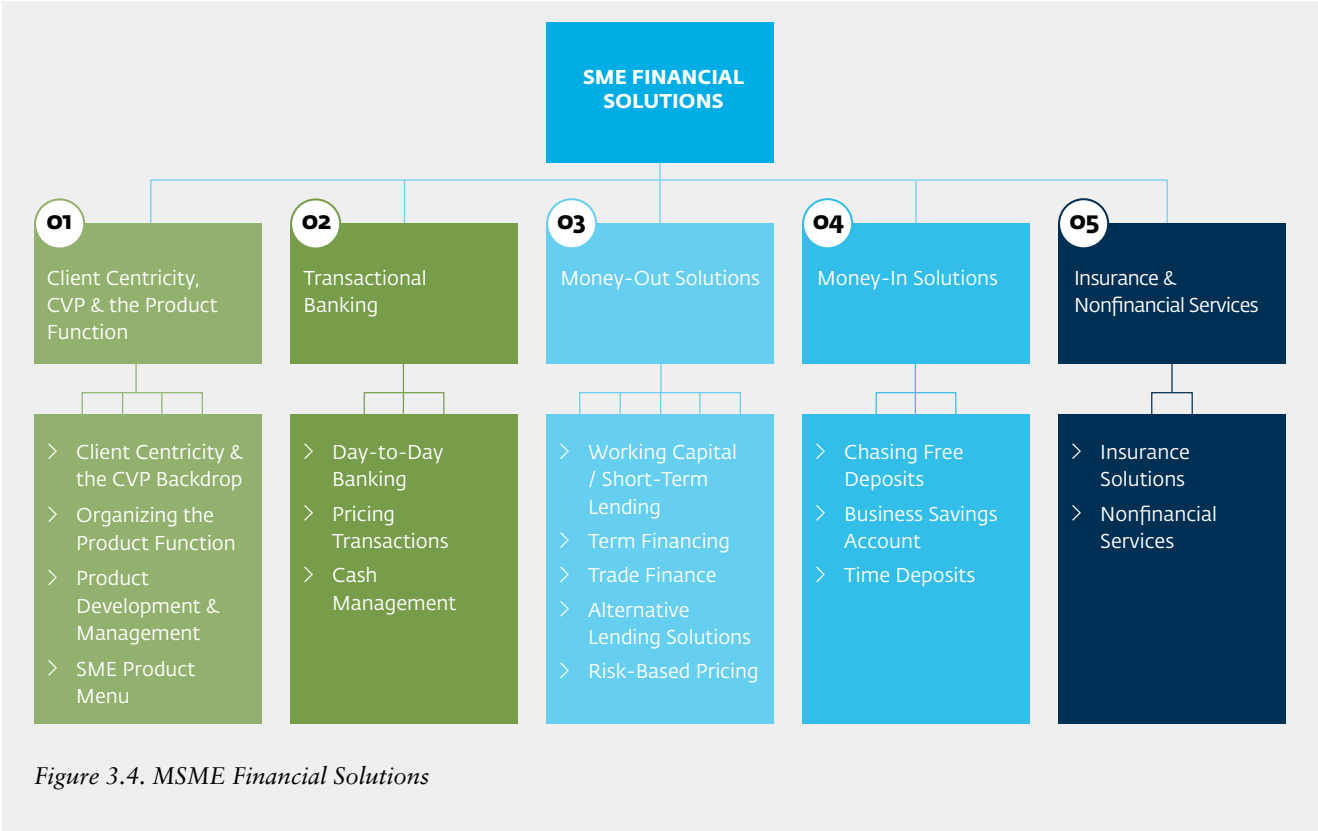 SME FINANCIAL
SOLUTIONS
01
Client Centricity,
CVP & the Product
Function
> Client Centricity &
the CVP Backdrop
> Organizing the
Product Function
> Product
Development &
Management
> SME Product
Menu
02
Transactional
Banking
> Day-to-Day
Banking
> Pricing
Transactions
> Cash
Management
03
Money-Out Solutions
> Working Capital
/ Short-Term
Lending
> Term Financing
> Trade Finance
> Alternative
Lending Solutions
> Risk-Based Pricing
04
Money-In Solutions
> Chasing Free
Deposits
> Business Savings
Account
> Time Deposits
05
Insurance &
Nonfinancial Services
> Insurance
Solutions
> Nonfinancial
Services
Figure 3.4. MSME Financial Solutions